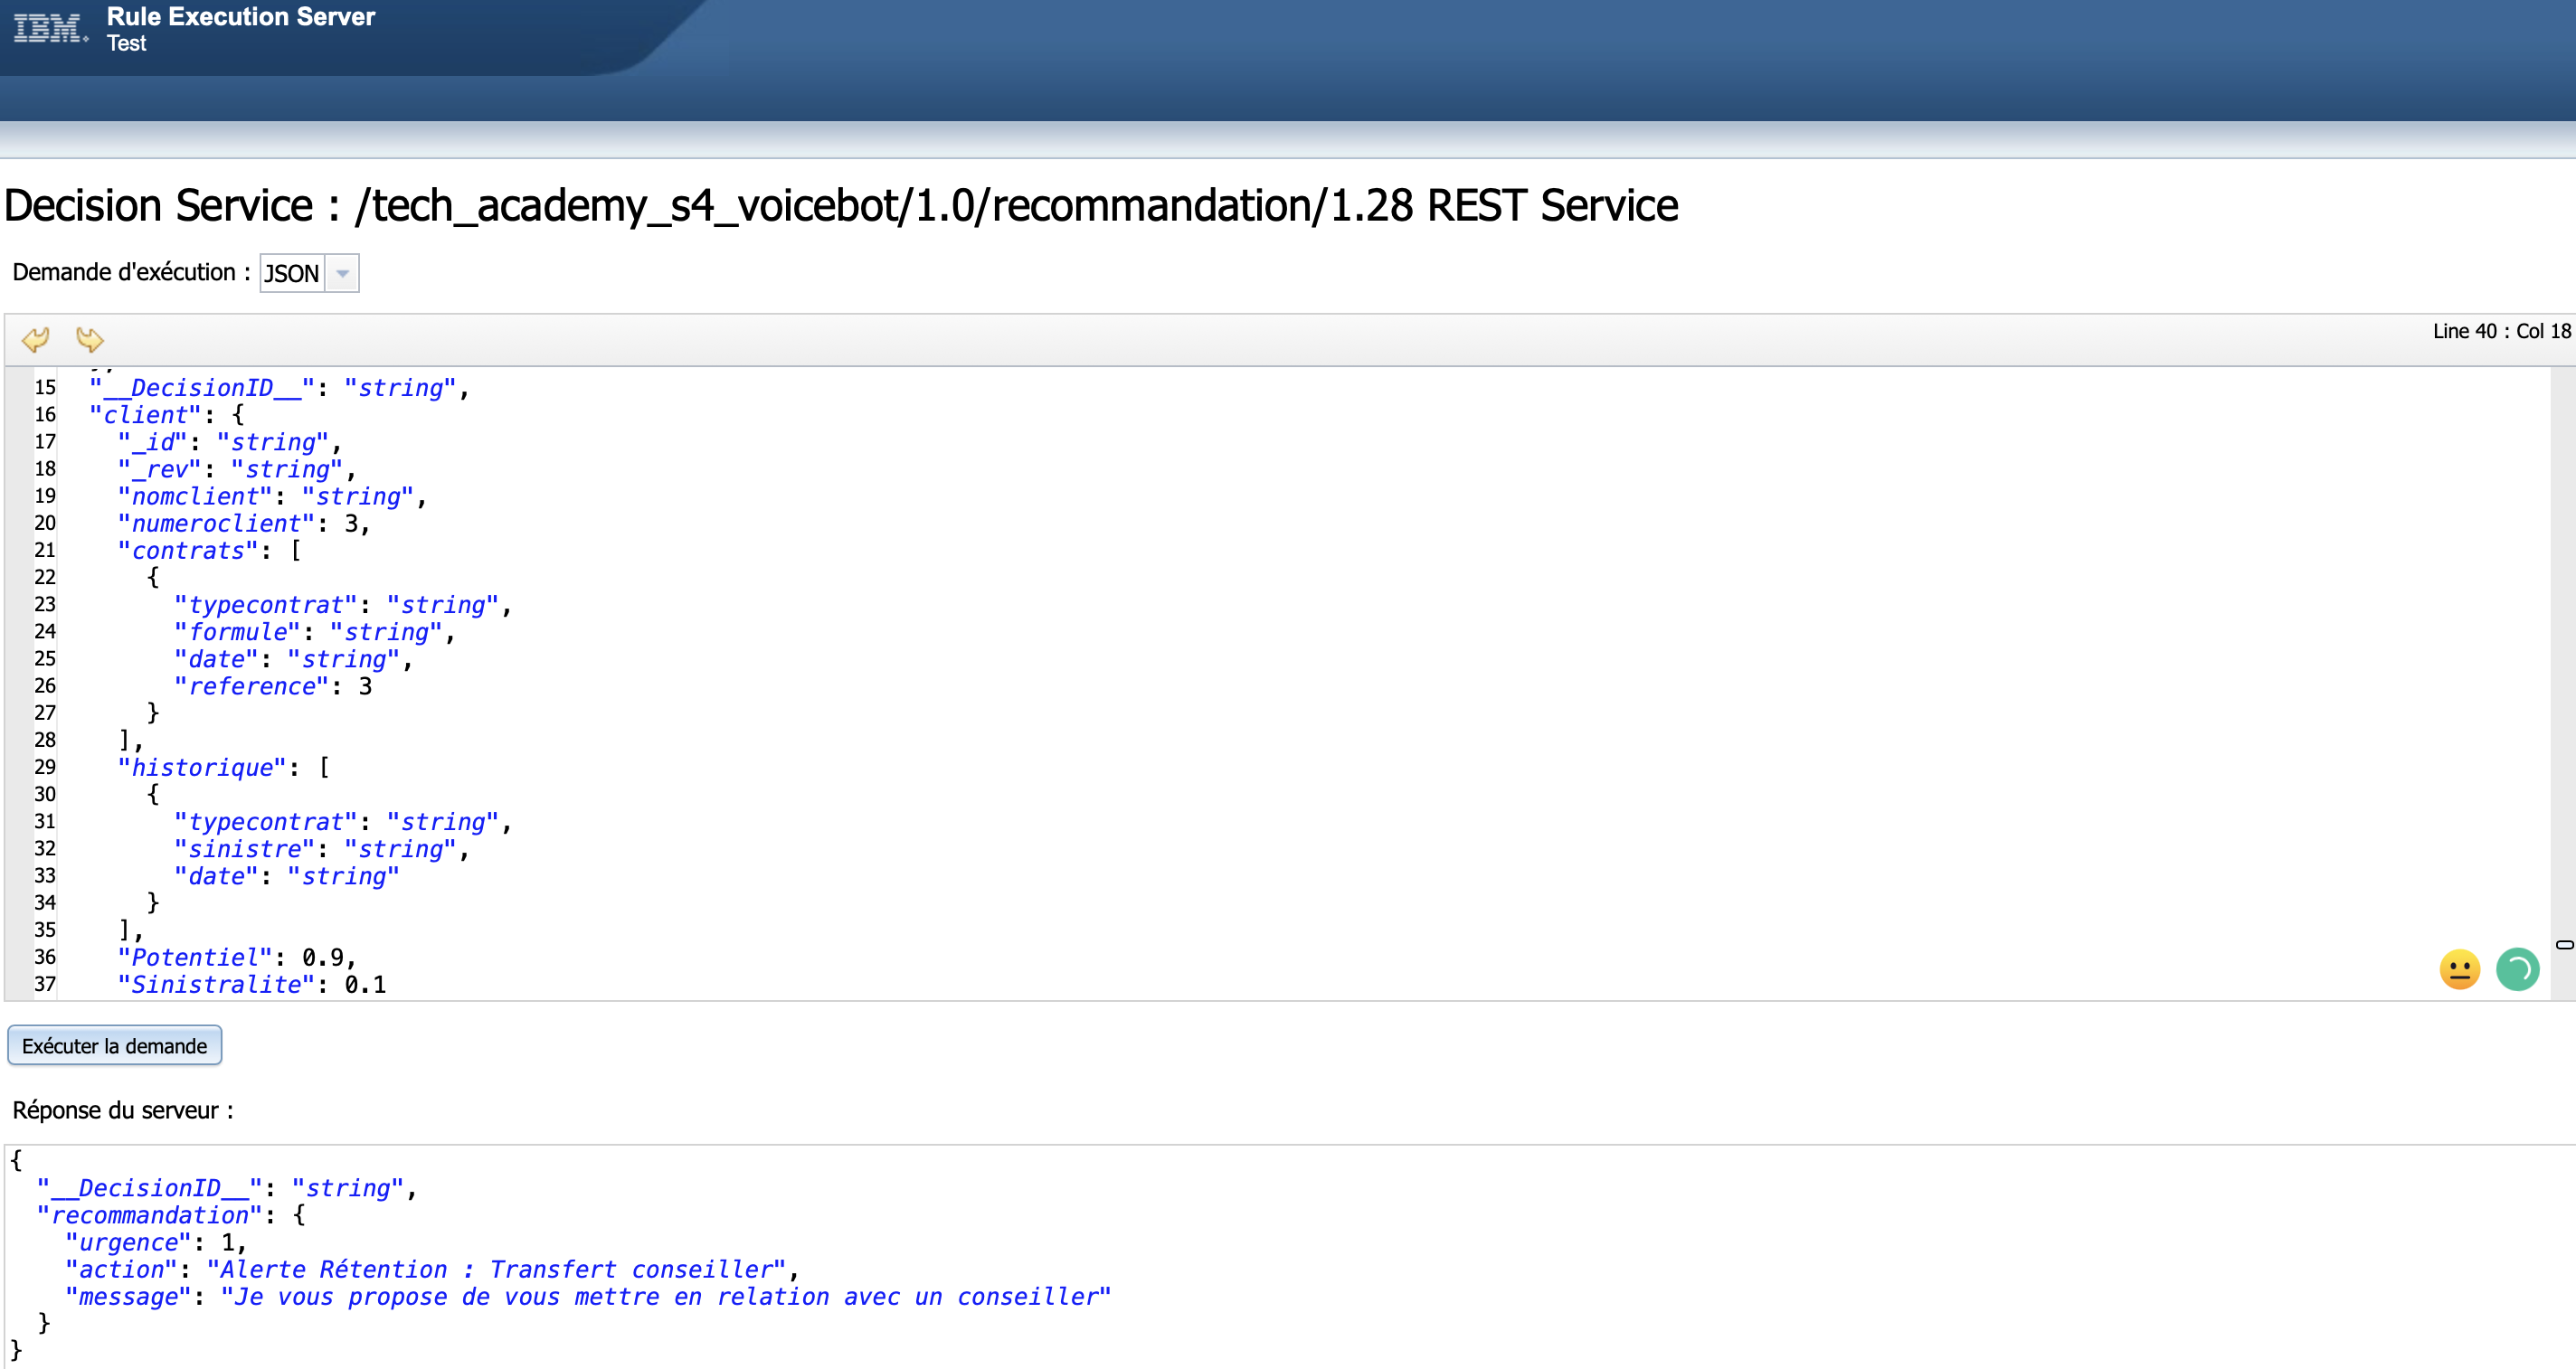 IBM.
Rule Execution Server
Test
Decision Service : /tech_academy_s4_voicebot/1.0/recommandation/1.28 REST Service
Demande d'exécution : JSON
Line 40 : Col 18
15 "__DecisionID__": "string",
16 "client": {
17 "_id": "string",
18 "_rev": "string",
19 "nomclient": "string",
20 "numeroclient": 3,
21 "contrats": [
22 {
23 "typecontrat": "string",
24 "formule": "string",
25 "date": "string",
26 "reference": 3
27 }
28 ],
29 "historique": [
30 {
31 "typecontrat": "string",
32 "sinistre": "string",
33 "date": "string"
34 }
35 ],
36 "Potentiel": 0.9,
37 "Sinistralite": 0.1
Exécuter la demande
Réponse du serveur :
{
"__DecisionID__": "string",
"recommandation": {
"urgence": 1,
"action": "Alerte Rétention : Transfert conseiller",
"message": "Je vous propose de vous mettre en relation avec un conseiller"
}
}